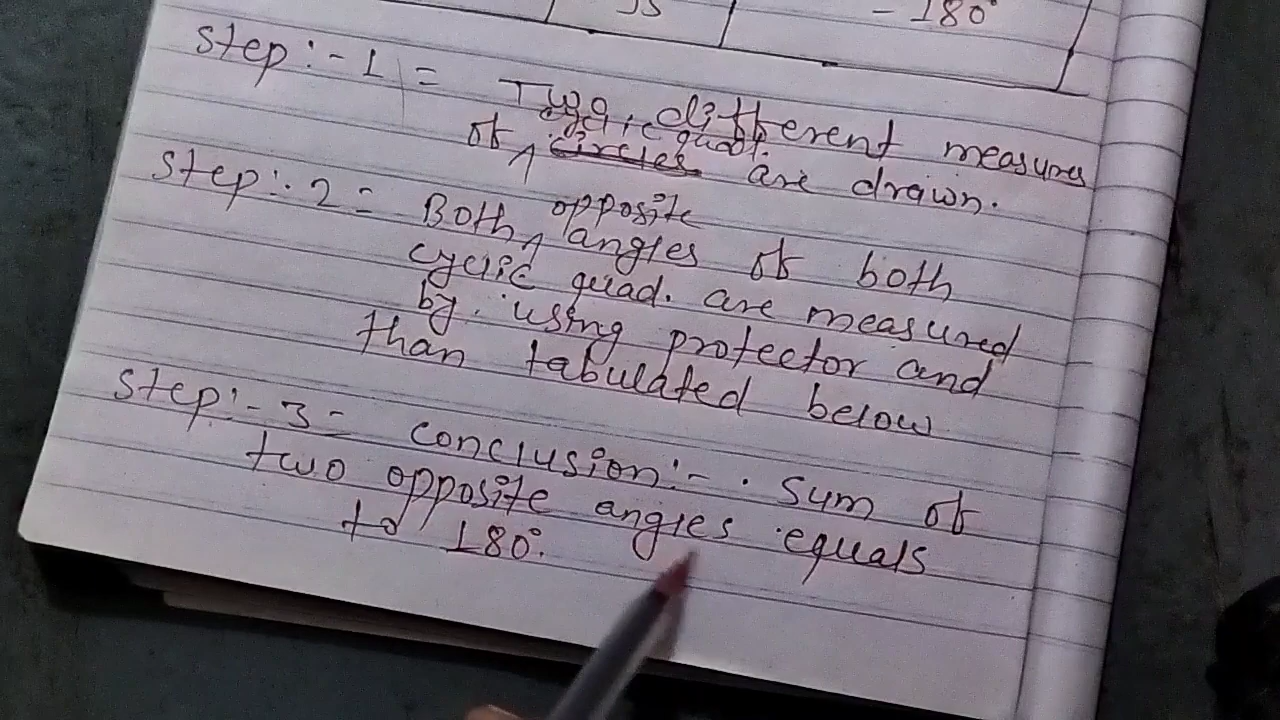 35 - 180°
Step:-1 = Two different measures
cyclic quad.
of ^ circles are drawn.
Step:-2 = Both ^ opposite angles of both
cyclic quad. are measured
by. using protector and
than tabulated below
Step:-3= conclusion:- . Sum of
two opposite angles equals
to 180°.